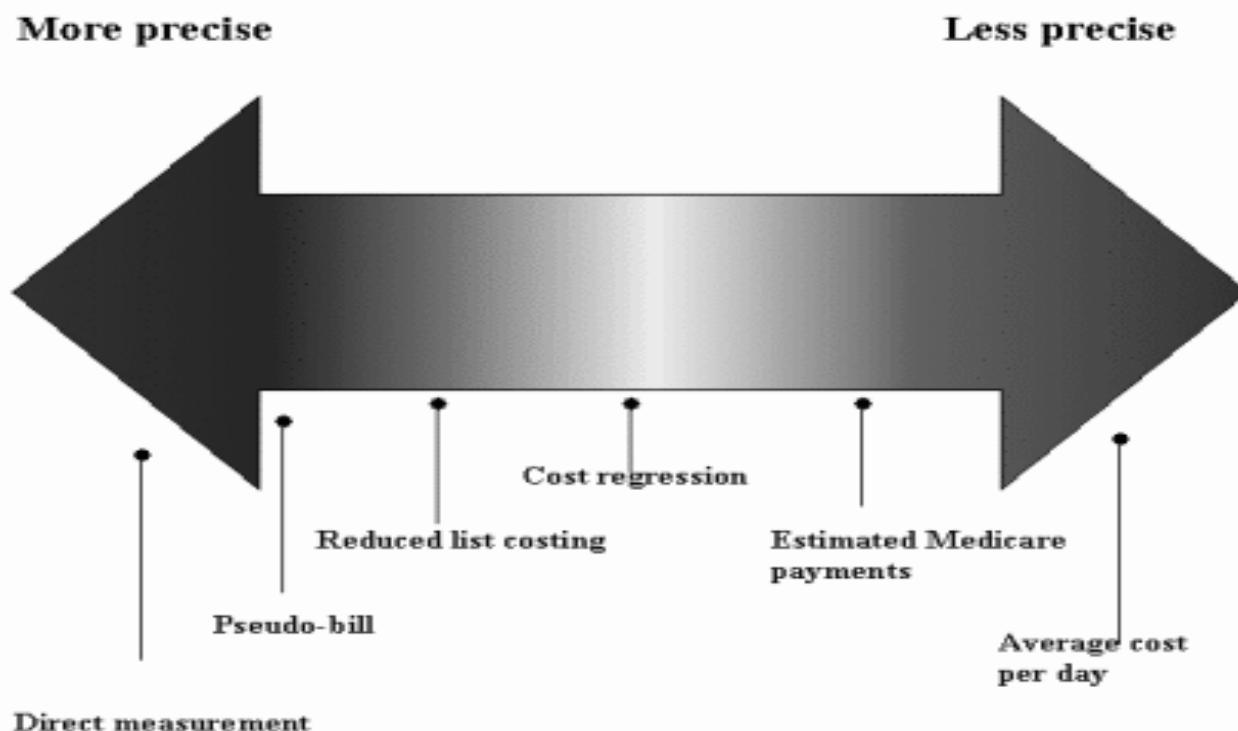 More precise
Less precise
Cost regression
Reduced list costing
Estimated Medicare
payments
Pseudo-bill
Average cost
per day
Direct measurement